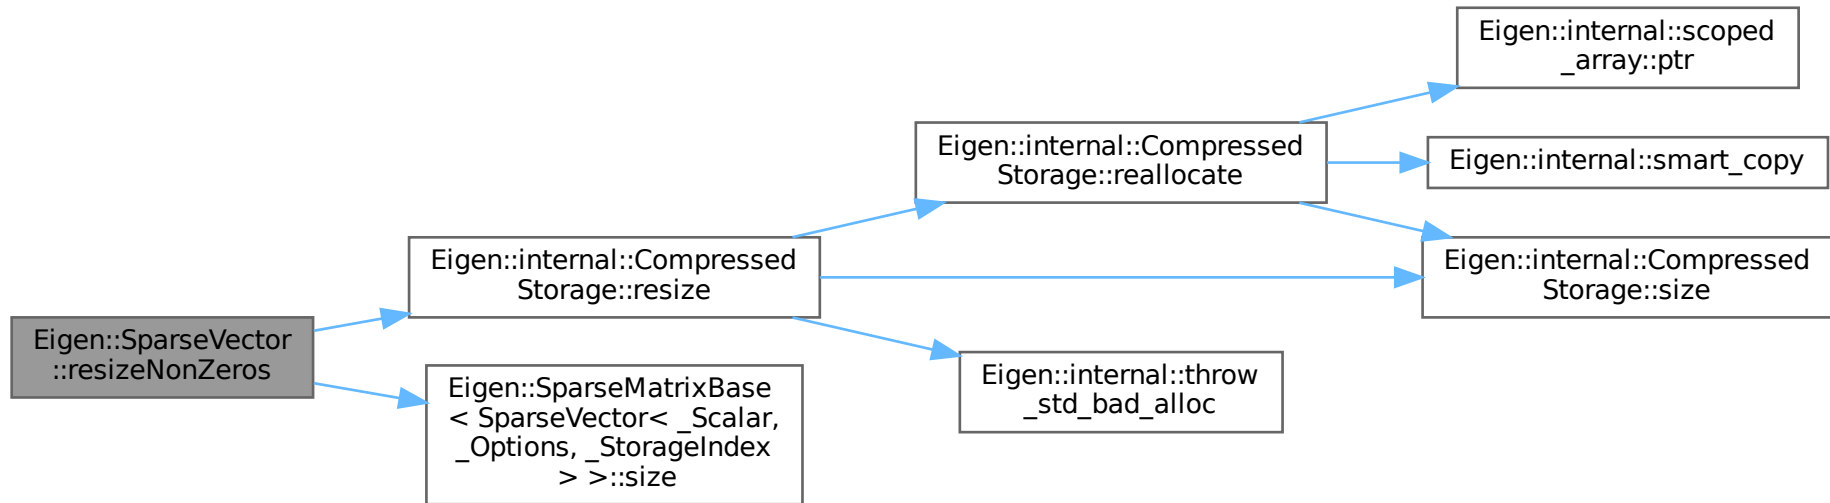 Eigen::SparseVector
::resizeNonZeros
Eigen::internal::Compressed
Storage::resize
Eigen::SparseMatrixBase
< SparseVector< _Scalar,
_Options, _StorageIndex
> >::size
Eigen::internal::Compressed
Storage::reallocate
Eigen::internal::throw
_std_bad_alloc
Eigen::internal::scoped
_array::ptr
Eigen::internal::smart_copy
Eigen::internal::Compressed
Storage::size